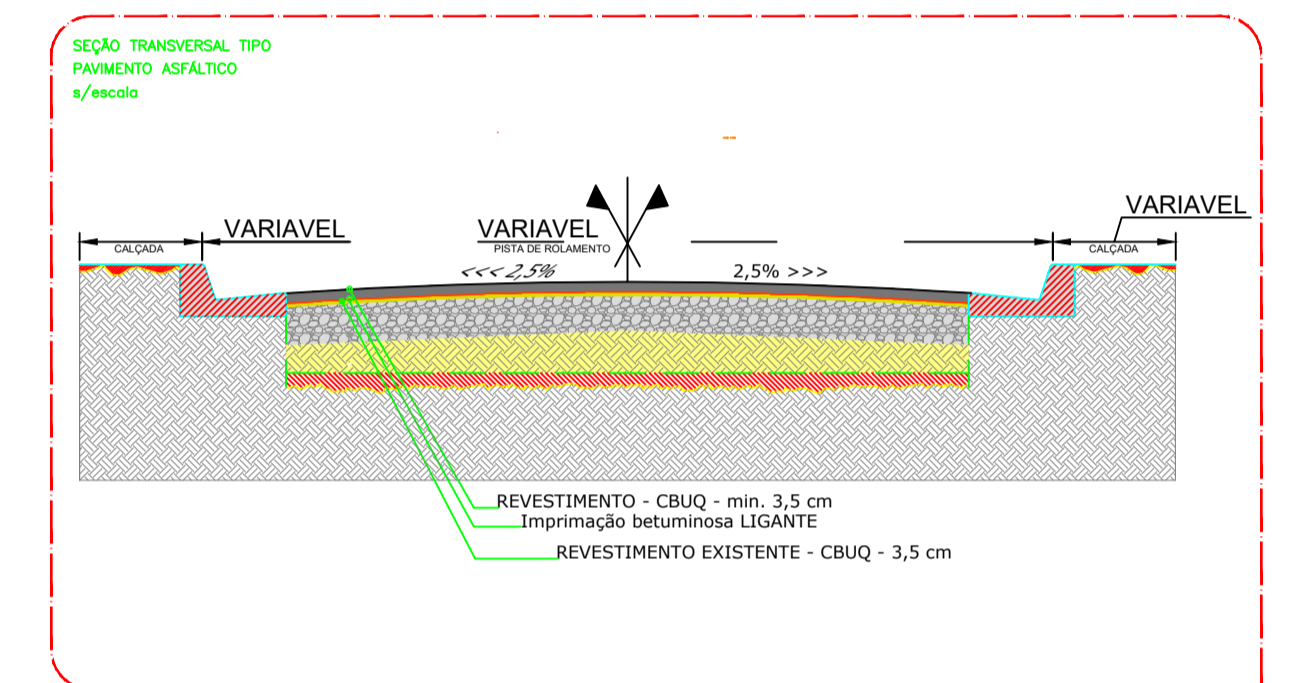 SEÇÃO TRANSVERSAL TIPO
PAVIMENTO ASFÁLTICO
s/escala
VARIAVEL
VARIAVEL
VARIAVEL
CALÇADA
PISTA DE ROLAMENTO
CALÇADA
<<< 2,5%
2,5% >>>
REVESTIMENTO - CBUQ - min. 3,5 cm
Imprimação betuminosa LIGANTE
REVESTIMENTO EXISTENTE - CBUQ - 3,5 cm